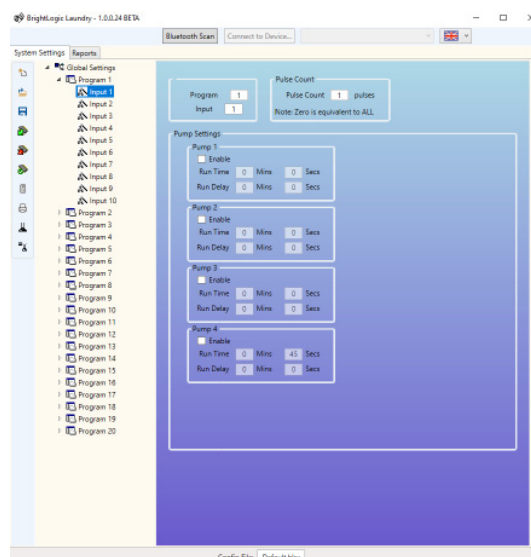 BrightLogic Laundry - 1.0.0.24 BETA
Bluetooth Scan Connect to Device...
System Settings Reports
Global Settings
Program 1
Input 1
Input 2
Input 3
Input 4
Input 5
Input 6
Input 7
Input 8
Input 9
Input 10
Program 2
Program 3
Program 4
Program 5
Program 6
Program 7
Program 8
Program 9
Program 10
Program 11
Program 12
Program 13
Program 14
Program 15
Program 16
Program 17
Program 18
Program 19
Program 20
Program 1
Input 1
Pulse Count
Pulse Count 1 pulses
Note: Zero is equivalent to ALL
Pump Settings
Pump 1
Enable
Run Time 0 Mins 0 Secs
Run Delay 0 Mins 0 Secs
Pump 2
Enable
Run Time 0 Mins 0 Secs
Run Delay 0 Mins 0 Secs
Pump 3
Enable
Run Time 0 Mins 0 Secs
Run Delay 0 Mins 0 Secs
Pump 4
Enable
Run Time 0 Mins 45 Secs
Run Delay 0 Mins 0 Secs